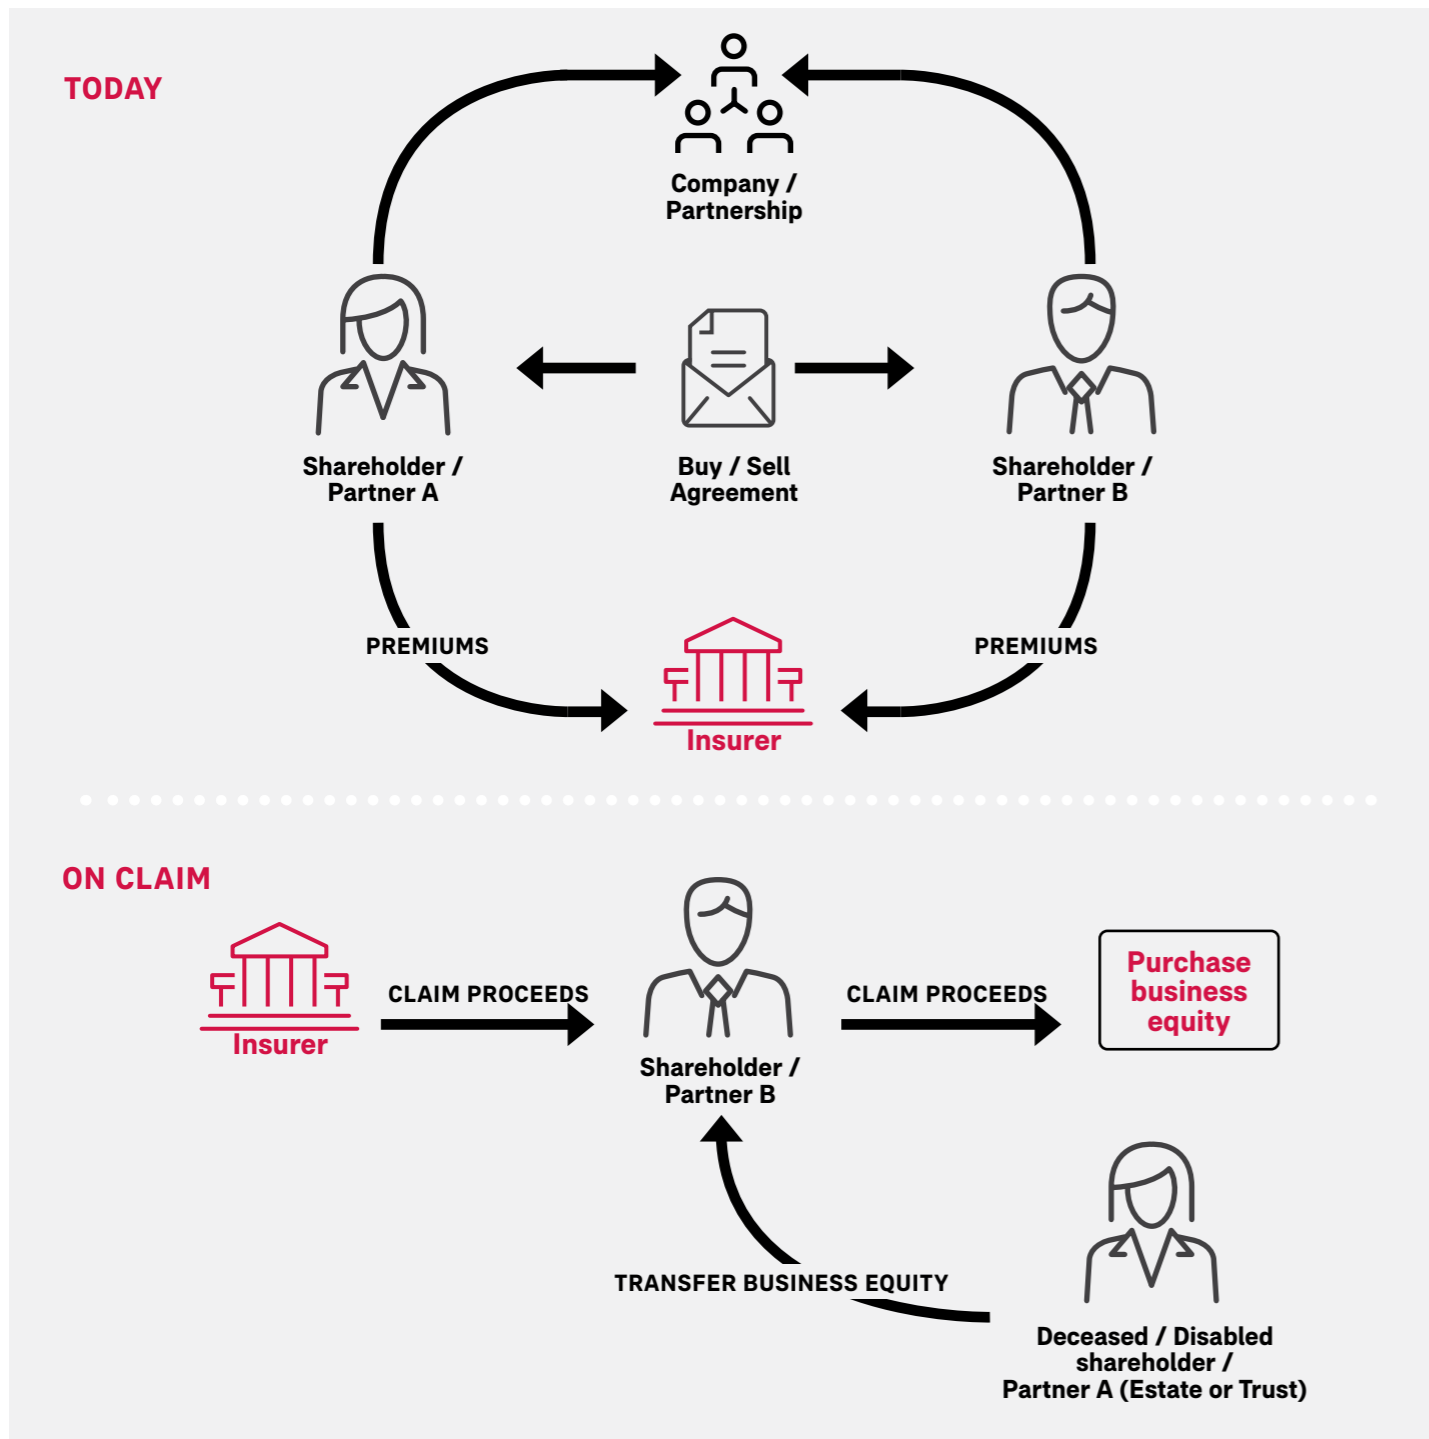 TODAY
Company /
Partnership
Shareholder /
Partner A
Buy / Sell
Agreement
Shareholder /
Partner B
PREMIUMS
PREMIUMS
Insurer
ON CLAIM
Insurer
CLAIM PROCEEDS
Shareholder /
Partner B
CLAIM PROCEEDS
Purchase
business
equity
TRANSFER BUSINESS EQUITY
Deceased / Disabled
shareholder /
Partner A (Estate or Trust)